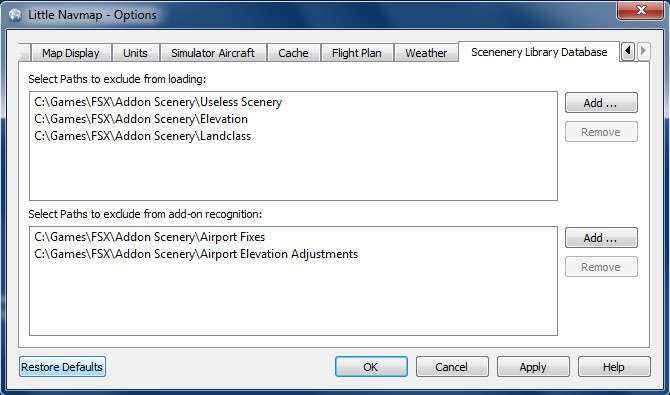 Little Navmap - Options
Map Display Units Simulator Aircraft Cache Flight Plan Weather Scenenery Library Database
Select Paths to exclude from loading:
C:\Games\FSX\Addon Scenery\Useless Scenery
C:\Games\FSX\Addon Scenery\Elevation
C:\Games\FSX\Addon Scenery\Landclass
Add ...
Remove
Select Paths to exclude from add-on recognition:
C:\Games\FSX\Addon Scenery\Airport Fixes
C:\Games\FSX\Addon Scenery\Airport Elevation Adjustments
Add ...
Remove
Restore Defaults OK Cancel Apply Help